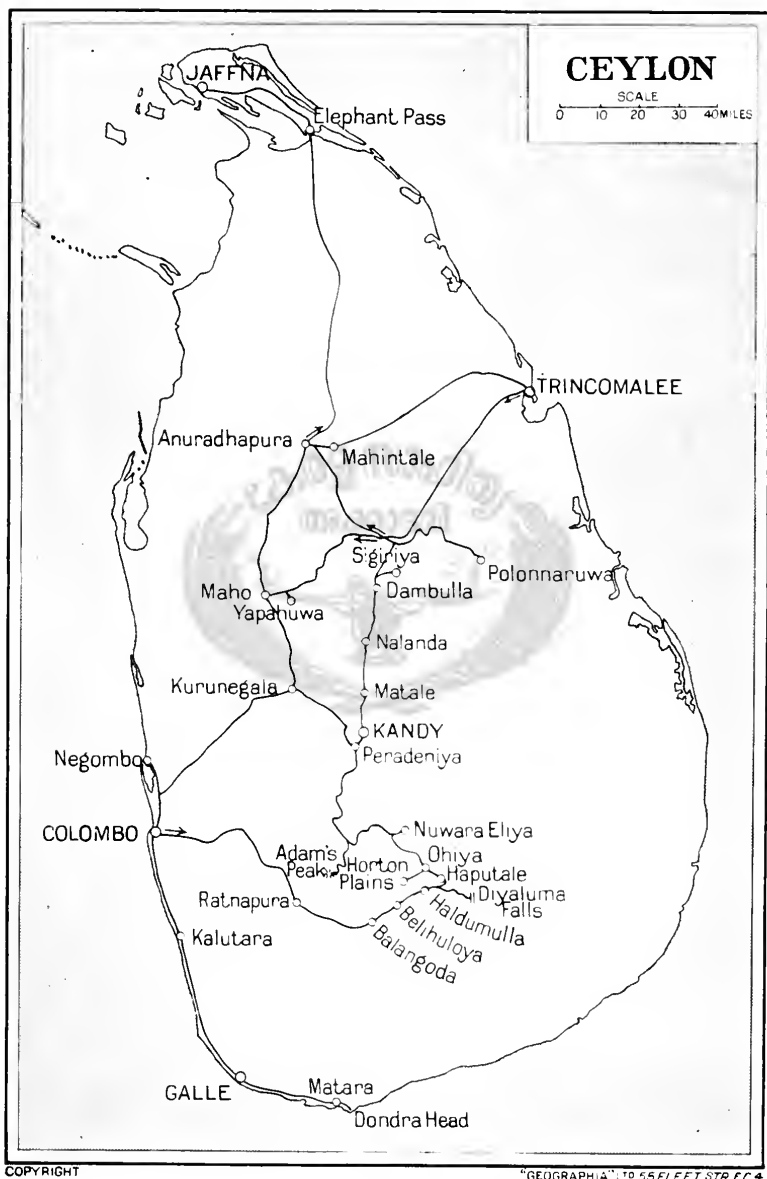 CEYLON
SCALE
0 10 20 30 40 MILES
JAFFNA
Elephant Pass
TRINCOMALEE
Anuradhapura
Mahintale
Sigiriya
Polonnaruwa
Maho
Yapahuwa
Dambulla
Nalanda
Kurunegala
Matale
KANDY
Peradeniya
Negombo
COLOMBO
Nuwara Eliya
Ohiya
Adam's
Peak
Horton
Plains
Haputale
Diyaluma
Falls
Ratnapura
Haldumulla
Belihuloya
Balangoda
Kalutara
GALLE
Matara
Dondra Head
COPYRIGHT
"GEOGRAPHIA" LTD 55 FLEET STR. E.C.4